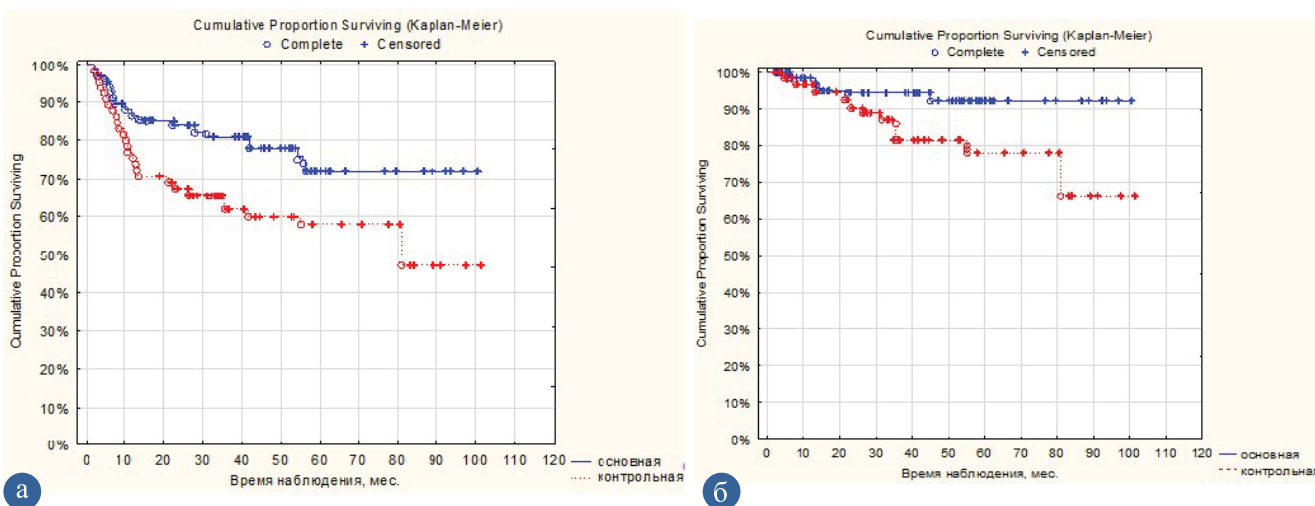 Cumulative Proportion Surviving (Kaplan-Meier)
Complete Censored
Cumulative Proportion Surviving
100%
90%
80%
70%
60%
50%
40%
30%
20%
10%
0%
0 10 20 30 40 50 60 70 80 90 100 110 120
Время наблюдения, мес.
основная
контрольная
а
Cumulative Proportion Surviving (Kaplan-Meier)
Complete Censored
Cumulative Proportion Surviving
100%
90%
80%
70%
60%
50%
40%
30%
20%
10%
0%
0 10 20 30 40 50 60 70 80 90 100 110 120
Время наблюдения, мес.
основная
контрольная
б